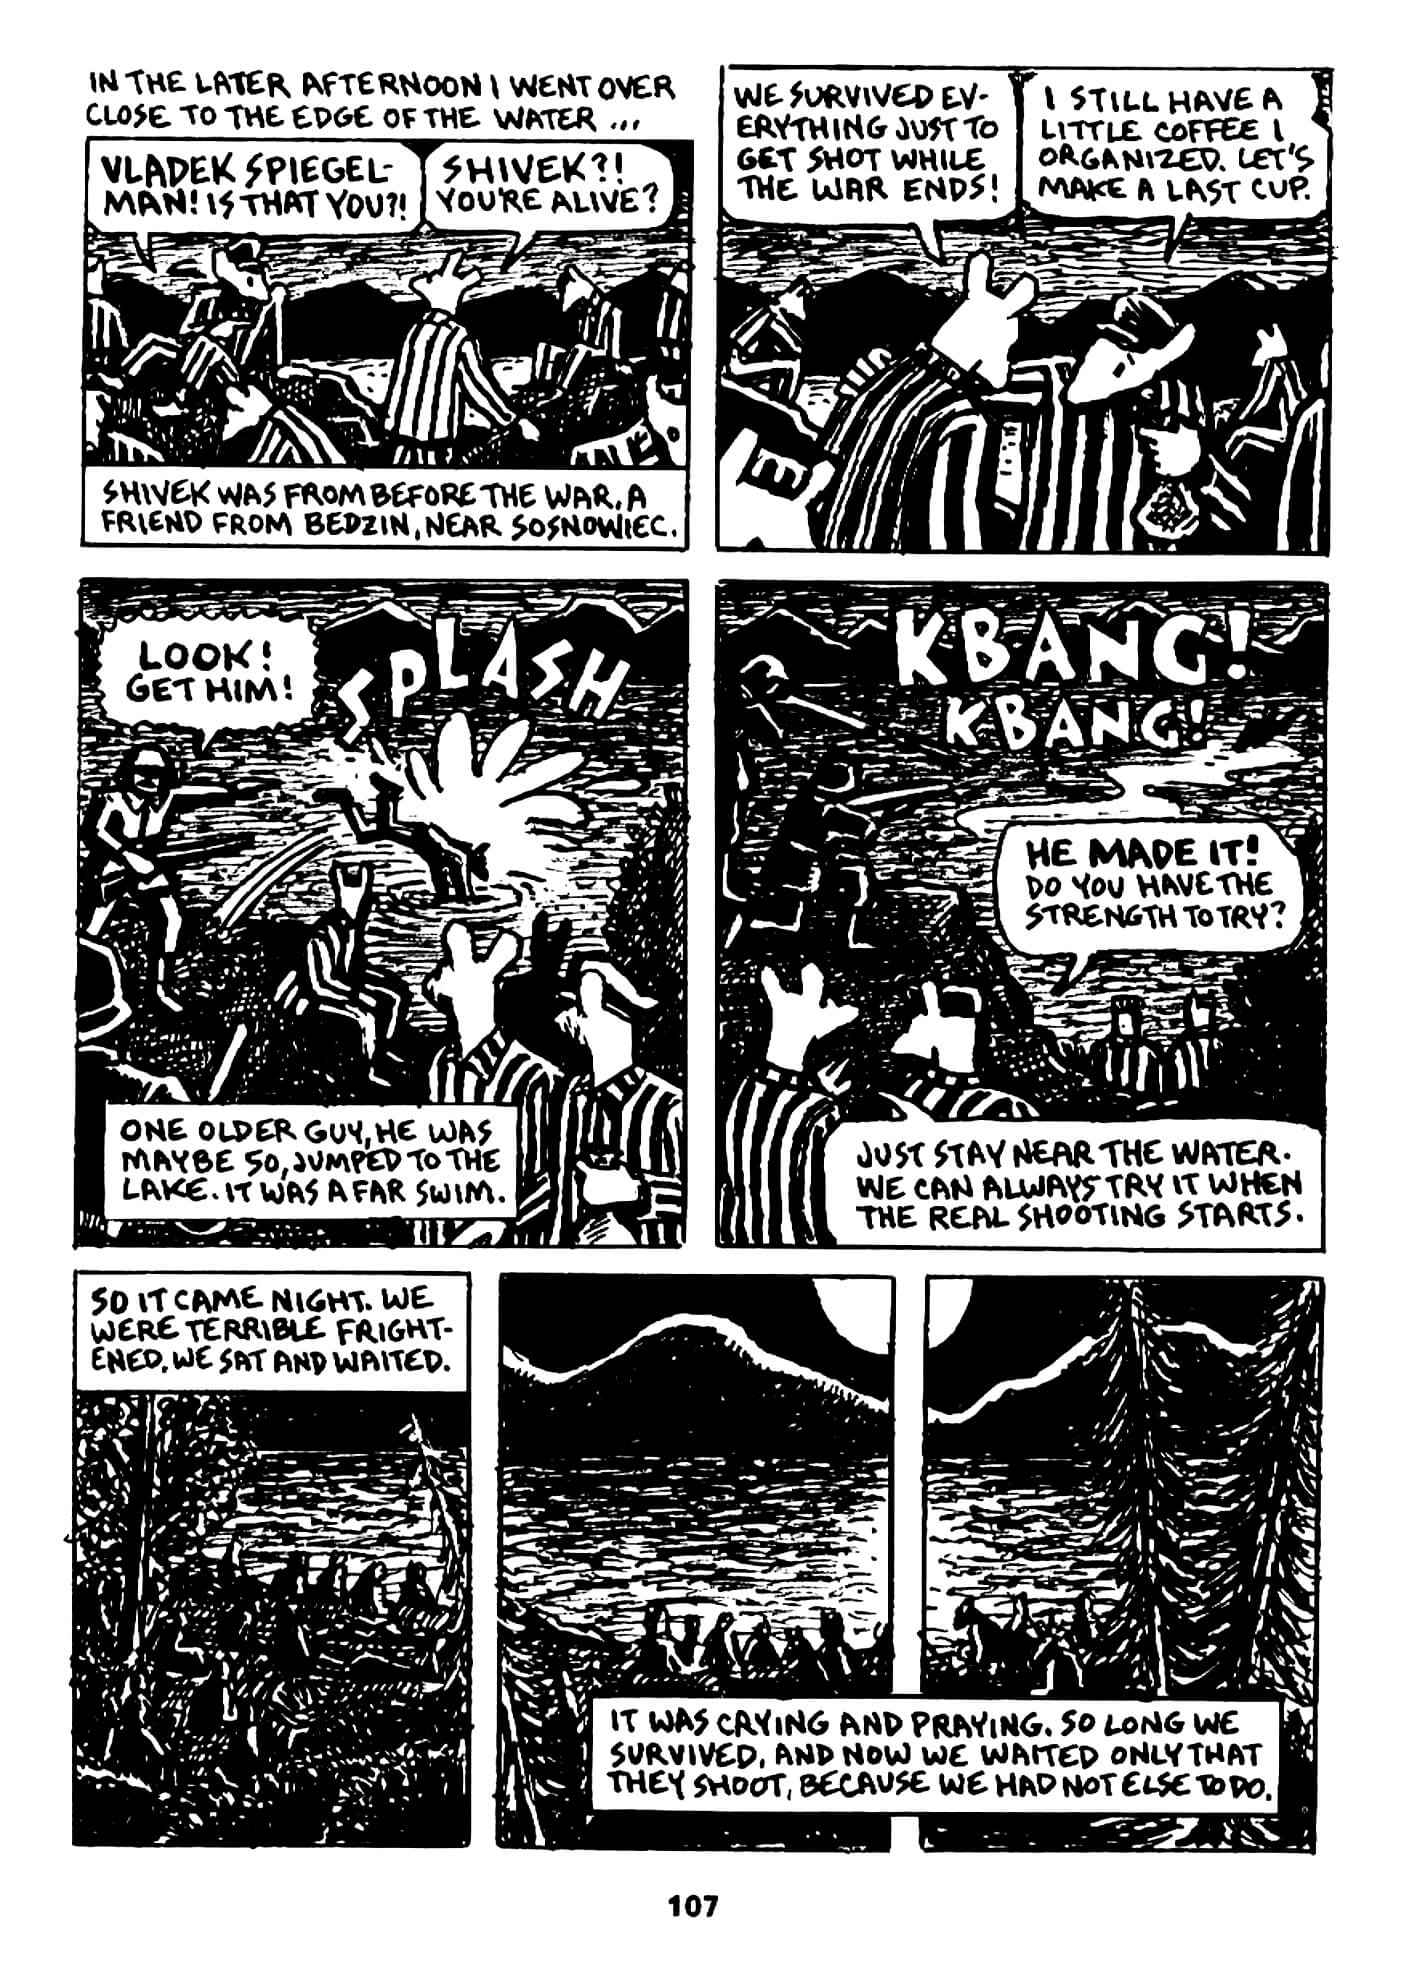 IN THE LATER AFTERNOON I WENT OVER
CLOSE TO THE EDGE OF THE WATER ...
VLADEK SPIEGEL-
MAN! IS THAT YOU?!
SHIVEK?!
YOU'RE ALIVE?
SHIVEK WAS FROM BEFORE THE WAR, A
FRIEND FROM BEDZIN, NEAR SOSNOWIEC.
WE SURVIVED EV-
ERYTHING JUST TO
GET SHOT WHILE
THE WAR ENDS!
I STILL HAVE A
LITTLE COFFEE I
ORGANIZED. LET'S
MAKE A LAST CUP.
LOOK!
GET HIM!
SPLASH
ONE OLDER GUY, HE WAS
MAYBE 50, JUMPED TO THE
LAKE. IT WAS A FAR SWIM.
KBANG!
KBANG!
HE MADE IT!
DO YOU HAVE THE
STRENGTH TO TRY?
JUST STAY NEAR THE WATER.
WE CAN ALWAYS TRY IT WHEN
THE REAL SHOOTING STARTS.
SO IT CAME NIGHT. WE
WERE TERRIBLE FRIGHT-
ENED, WE SAT AND WAITED.
IT WAS CRYING AND PRAYING. SO LONG WE
SURVIVED, AND NOW WE WAITED ONLY THAT
THEY SHOOT, BECAUSE WE HAD NOT ELSE TO DO.
107